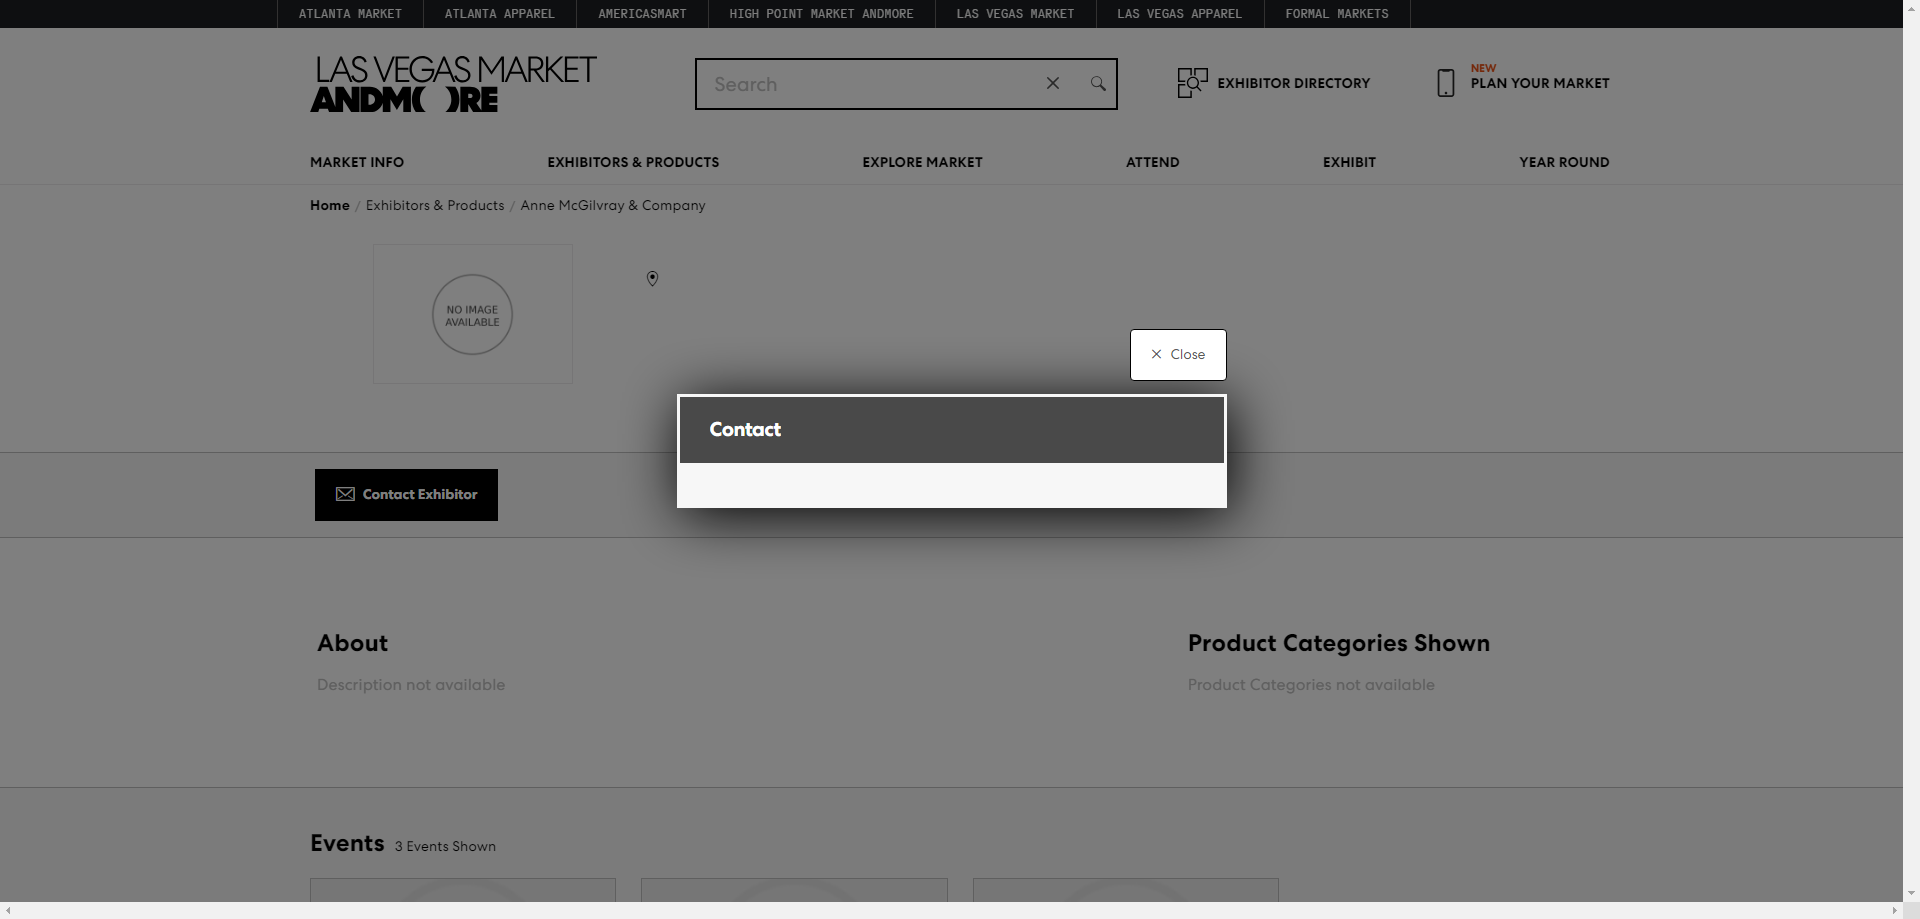 ATLANTA MARKET ATLANTA APPAREL AMERICASMART HIGH POINT MARKET ANDMORE LAS VEGAS MARKET LAS VEGAS APPAREL FORMAL MARKETS
LAS VEGAS MARKET
ANDMORE
Search
EXHIBITOR DIRECTORY
NEW
PLAN YOUR MARKET
MARKET INFO EXHIBITORS & PRODUCTS EXPLORE MARKET ATTEND EXHIBIT YEAR ROUND
Home / Exhibitors & Products / Anne McGilvray & Company
NO IMAGE
AVAILABLE
Close
Contact
Contact Exhibitor
About
Description not available
Product Categories Shown
Product Categories not available
Events 3 Events Shown